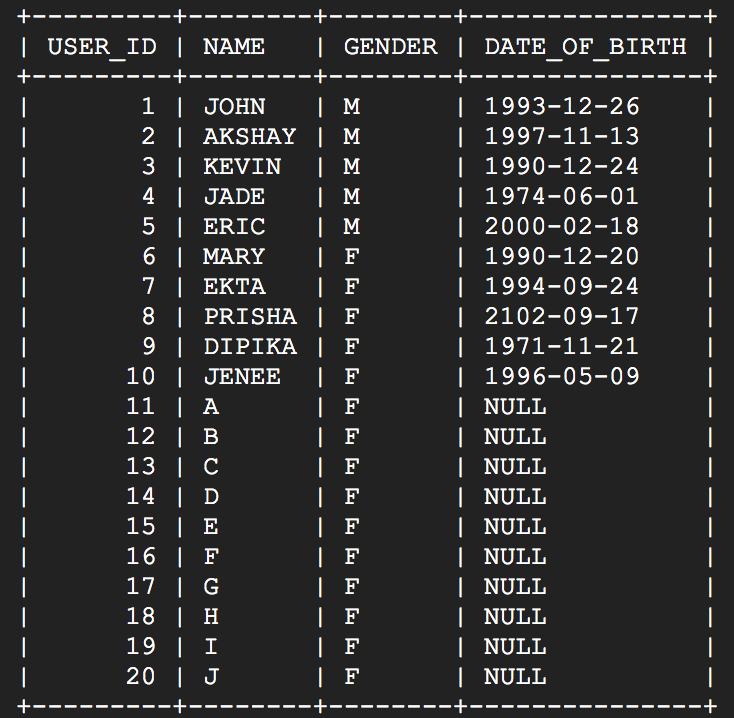 +---------+--------+--------+---------------+
| USER_ID | NAME   | GENDER | DATE_OF_BIRTH |
+---------+--------+--------+---------------+
|       1 | JOHN   | M      | 1993-12-26    |
|       2 | AKSHAY | M      | 1997-11-13    |
|       3 | KEVIN  | M      | 1990-12-24    |
|       4 | JADE   | M      | 1974-06-01    |
|       5 | ERIC   | M      | 2000-02-18    |
|       6 | MARY   | F      | 1990-12-20    |
|       7 | EKTA   | F      | 1994-09-24    |
|       8 | PRISHA | F      | 2102-09-17    |
|       9 | DIPIKA | F      | 1971-11-21    |
|      10 | JENEE  | F      | 1996-05-09    |
|      11 | A      | F      | NULL          |
|      12 | B      | F      | NULL          |
|      13 | C      | F      | NULL          |
|      14 | D      | F      | NULL          |
|      15 | E      | F      | NULL          |
|      16 | F      | F      | NULL          |
|      17 | G      | F      | NULL          |
|      18 | H      | F      | NULL          |
|      19 | I      | F      | NULL          |
|      20 | J      | F      | NULL          |
+---------+--------+--------+---------------+